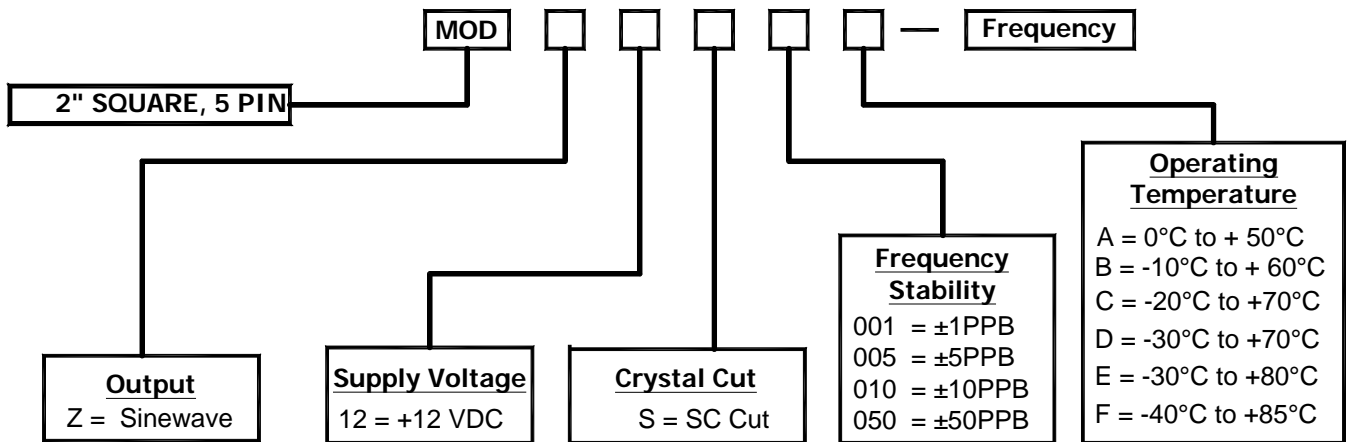 MOD — Frequency
2" SQUARE, 5 PIN
Operating
Temperature
A = 0°C to + 50°C
B = -10°C to + 60°C
C = -20°C to +70°C
D = -30°C to +70°C
E = -30°C to +80°C
F = -40°C to +85°C
Frequency
Stability
001 = ±1PPB
005 = ±5PPB
010 = ±10PPB
050 = ±50PPB
Output
Z = Sinewave
Supply Voltage
12 = +12 VDC
Crystal Cut
S = SC Cut